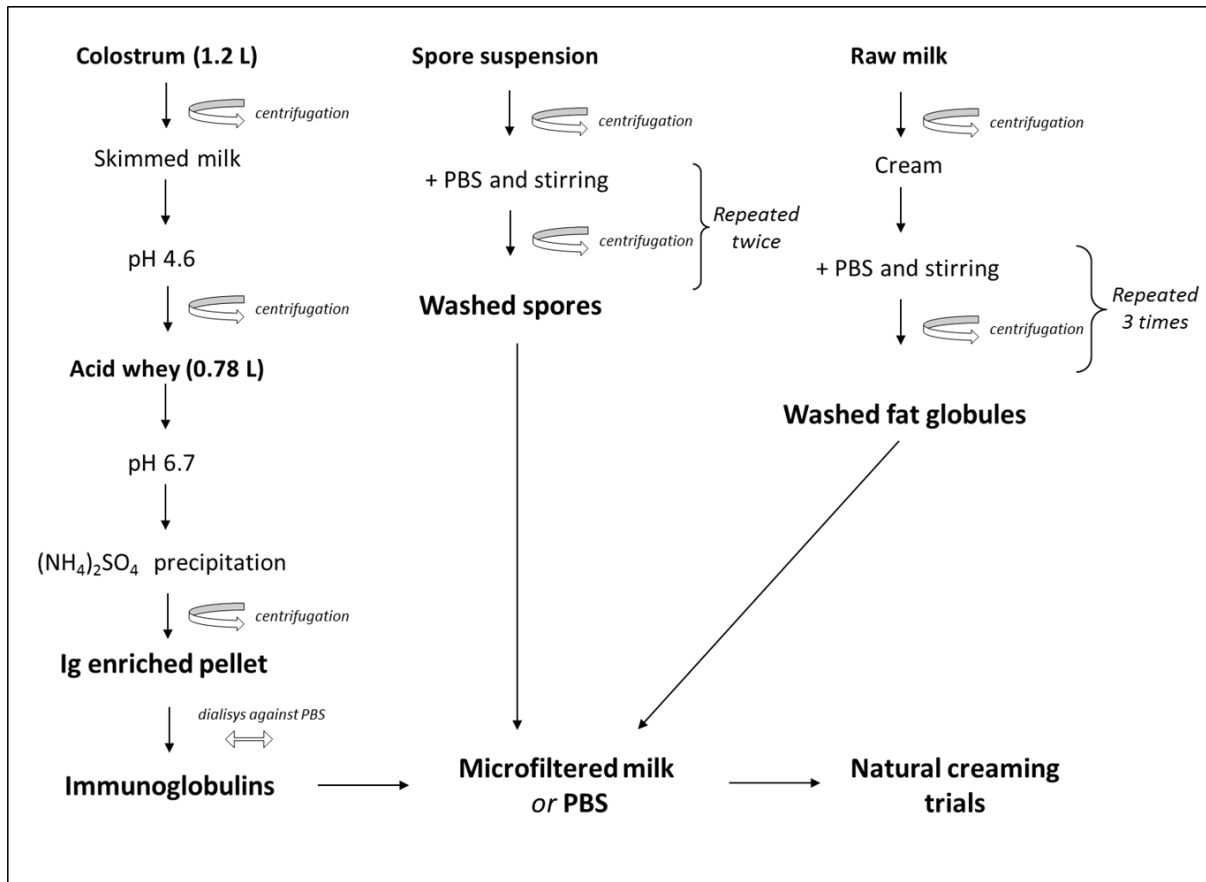 Colostrum (1.2 L)
centrifugation
Skimmed milk
pH 4.6
centrifugation
Acid whey (0.78 L)
pH 6.7
(NH₄)₂SO₄ precipitation
centrifugation
Ig enriched pellet
dialisys against PBS
Immunoglobulins
Spore suspension
centrifugation
+ PBS and stirring
centrifugation
Repeated
twice
Washed spores
Raw milk
centrifugation
Cream
+ PBS and stirring
centrifugation
Repeated
3 times
Washed fat globules
Microfiltered milk
or PBS
Natural creaming
trials